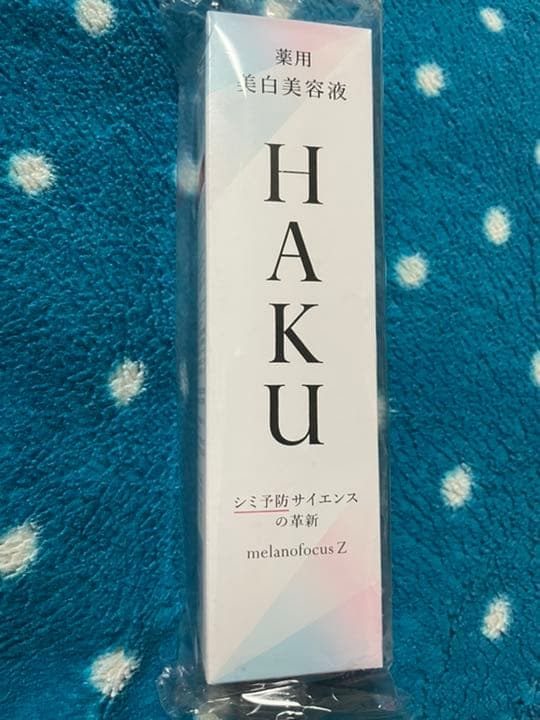 薬用
美白美容液
HAKU
シミ予防サイエンス
の革新
melanofocus Z